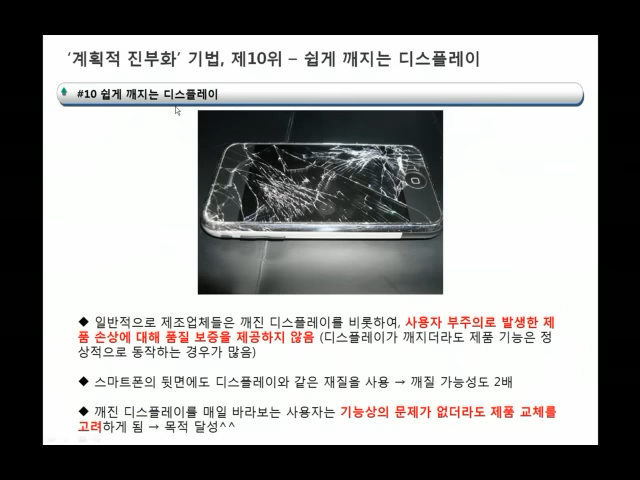 ‘계획적 진부화’ 기법, 제10위 – 쉽게 깨지는 디스플레이
#10 쉽게 깨지는 디스플레이
◆ 일반적으로 제조업체들은 깨진 디스플레이를 비롯하여, 사용자 부주의로 발생한 제
품 손상에 대해 품질 보증을 제공하지 않음 (디스플레이가 깨지더라도 제품 기능은 정
상적으로 동작하는 경우가 많음)
◆ 스마트폰의 뒷면에도 디스플레이와 같은 재질을 사용 → 깨질 가능성도 2배
◆ 깨진 디스플레이를 매일 바라보는 사용자는 기능상의 문제가 없더라도 제품 교체를
고려하게 됨 → 목적 달성^^